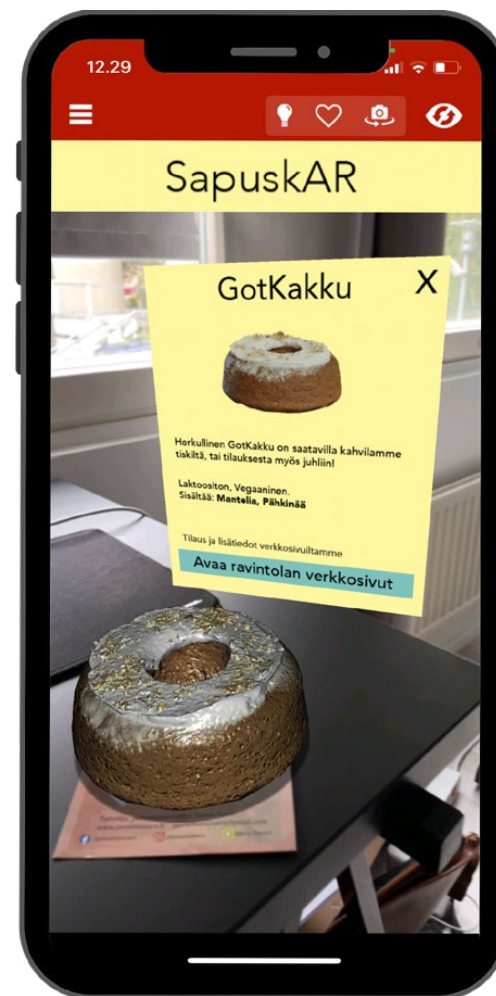 12.29
SapuskAR
GotKakku
X
Herkullinen GotKakku on saatavilla kahvilamme
tiskiltä, tai tilauksesta myös juhliin!
Laktoositon, Vegaaninen.
Sisältää: Mantelia, Pähkinää
Tilaus ja lisätiedot verkkosivuiltamme
Avaa ravintolan verkkosivut